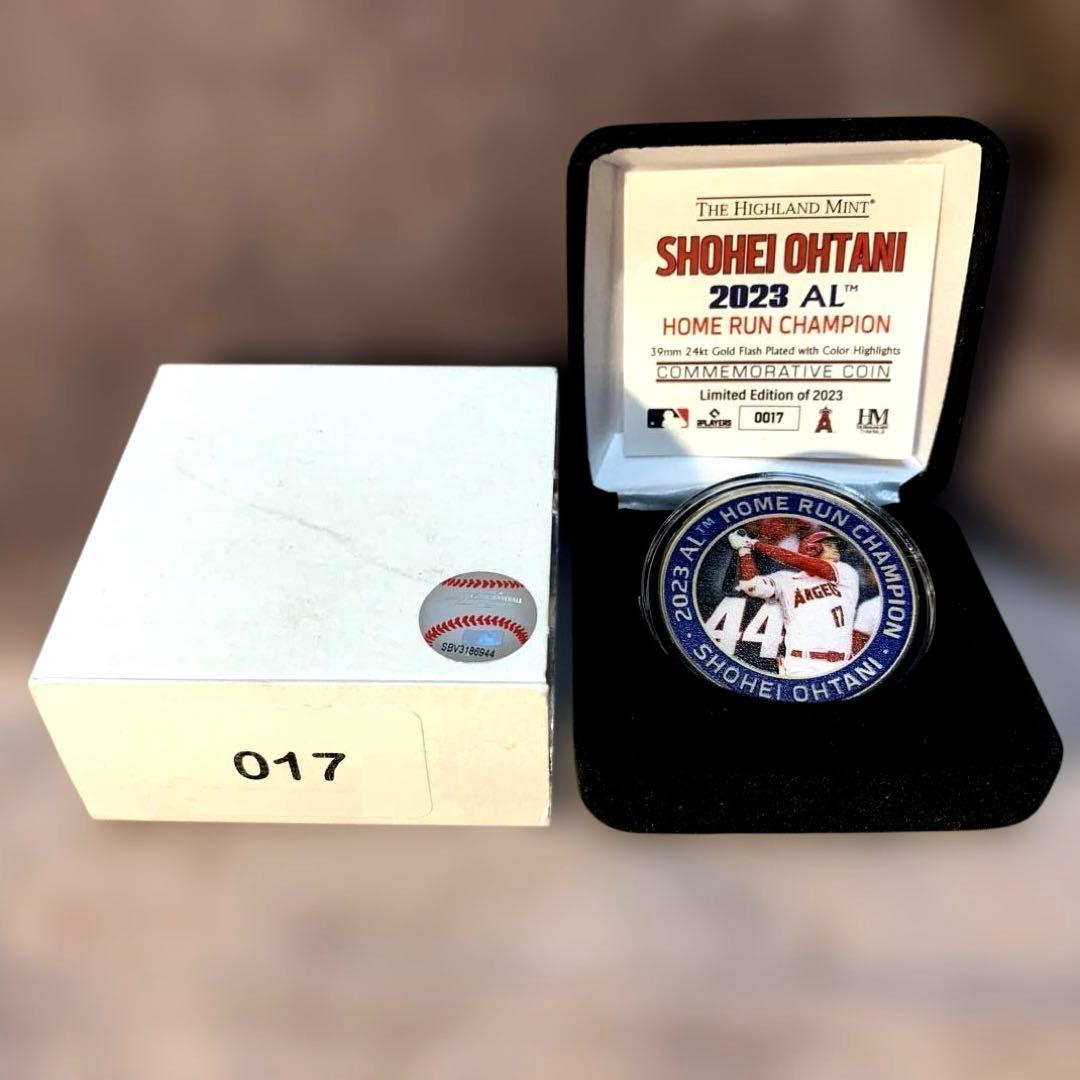 THE HIGHLAND MINT®
SHOHEI OHTANI
2023 AL™
HOME RUN CHAMPION
39mm 24kt Gold Flash Plated with Color Highlights
COMMEMORATIVE COIN
Limited Edition of 2023
PLAYERS
0017
A
HM
2023 AL™ HOME RUN CHAMPION
· SHOHEI OHTANI ·
44
ANGELS
17
BASEBALL
SBV3186944
017